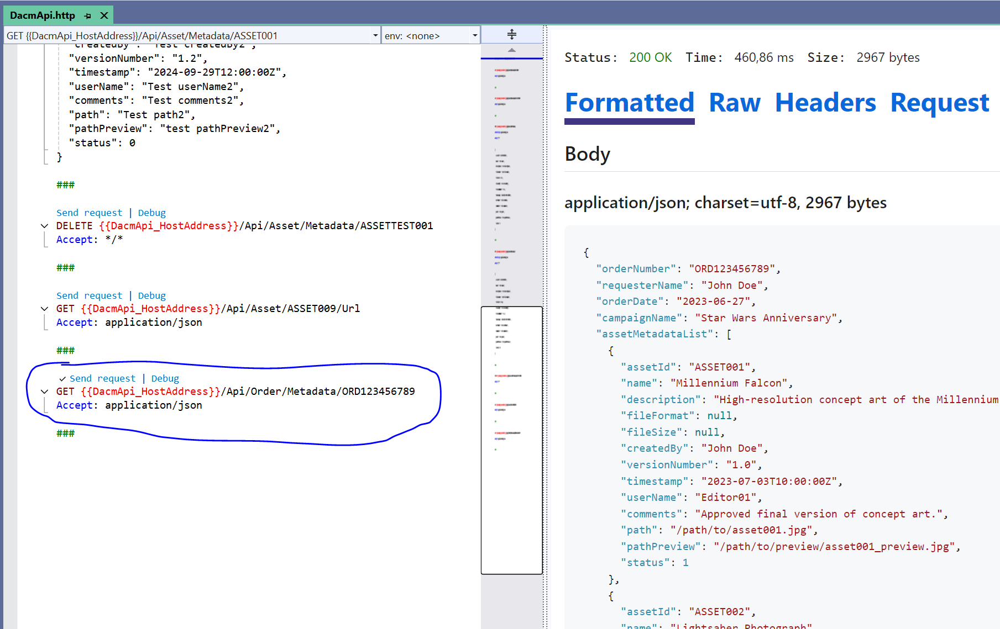 DacmApi.http
GET {{DacmApi_HostAddress}}/Api/Asset/Metadata/ASSET001
env: <none>
"createdBy": "Test createdBy2",
"versionNumber": "1.2",
"timestamp": "2024-09-29T12:00:00Z",
"userName": "Test userName2",
"comments": "Test comments2",
"path": "Test path2",
"pathPreview": "test pathPreview2",
"status": 0
}
###
Send request | Debug
DELETE {{DacmApi_HostAddress}}/Api/Asset/Metadata/ASSETTEST001
Accept: */*
###
Send request | Debug
GET {{DacmApi_HostAddress}}/Api/Asset/ASSET009/Url
Accept: application/json
###
Send request | Debug
GET {{DacmApi_HostAddress}}/Api/Order/Metadata/ORD123456789
Accept: application/json
###
Status: 200 OK Time: 460,86 ms Size: 2967 bytes
Formatted Raw Headers Request
Body
application/json; charset=utf-8, 2967 bytes
{
"orderNumber": "ORD123456789",
"requesterName": "John Doe",
"orderDate": "2023-06-27",
"campaignName": "Star Wars Anniversary",
"assetMetadataList": [
{
"assetId": "ASSET001",
"name": "Millennium Falcon",
"description": "High-resolution concept art of the Millennium
"fileFormat": null,
"fileSize": null,
"createdBy": "John Doe",
"versionNumber": "1.0",
"timestamp": "2023-07-03T10:00:00Z",
"userName": "Editor01",
"comments": "Approved final version of concept art.",
"path": "/path/to/asset001.jpg",
"pathPreview": "/path/to/preview/asset001_preview.jpg",
"status": 1
},
{
"assetId": "ASSET002",
"name": "Lightsaber Photograph"